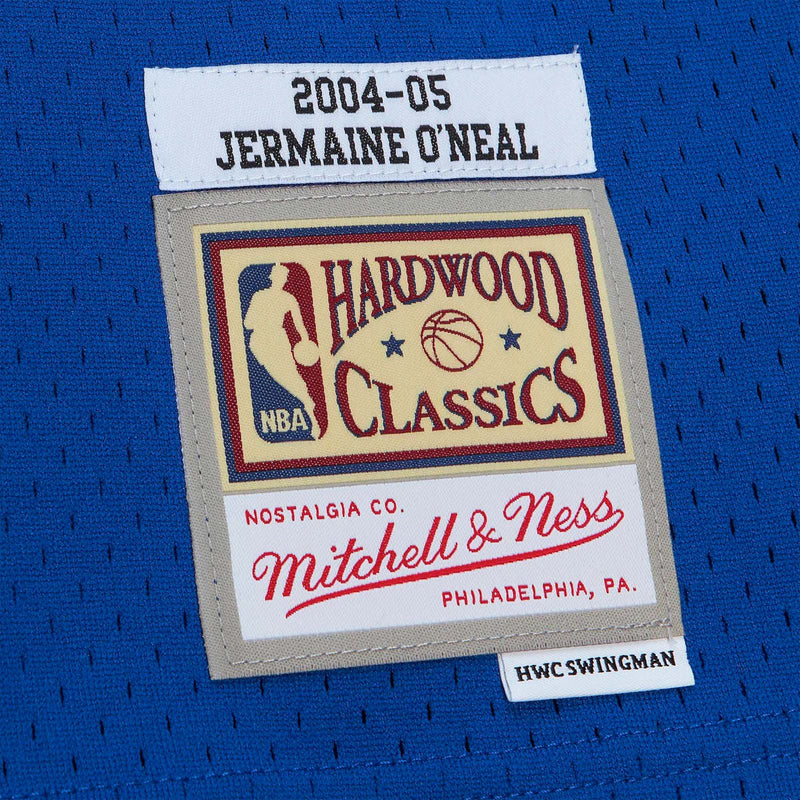 2004-05
JERMAINE O'NEAL
HARDWOOD
CLASSICS
NBA
NOSTALGIA CO.
Mitchell & Ness
PHILADELPHIA, PA.
HWC SWINGMAN